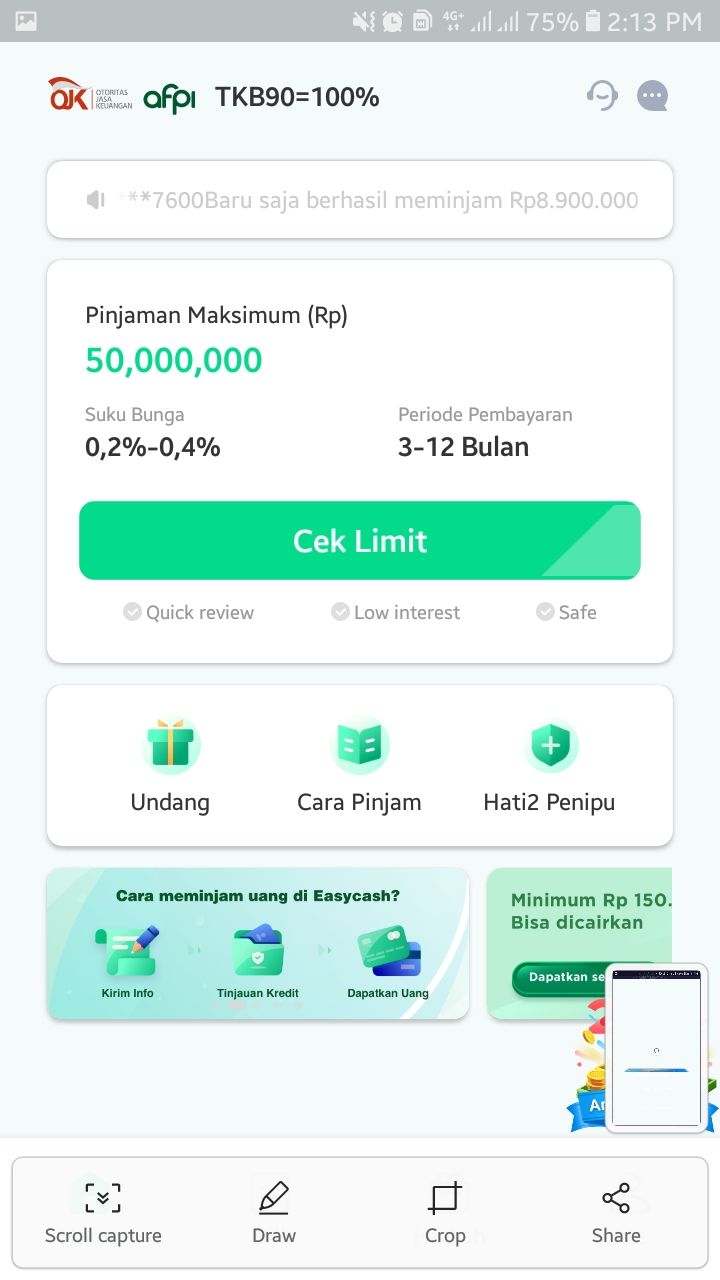 4G+ 75% 2:13 PM
OJK OTORITAS JASA KEUANGAN afpi TKB90=100%
**7600Baru saja berhasil meminjam Rp8.900.000
Pinjaman Maksimum (Rp)
50,000,000
Suku Bunga Periode Pembayaran
0,2%-0,4% 3-12 Bulan
Cek Limit
Quick review Low interest Safe
Undang Cara Pinjam Hati2 Penipu
Cara meminjam uang di Easycash?
Kirim Info Tinjauan Kredit Dapatkan Uang
Minimum Rp 150.
Bisa dicairkan
Dapatkan se
Scroll capture Draw Crop Share